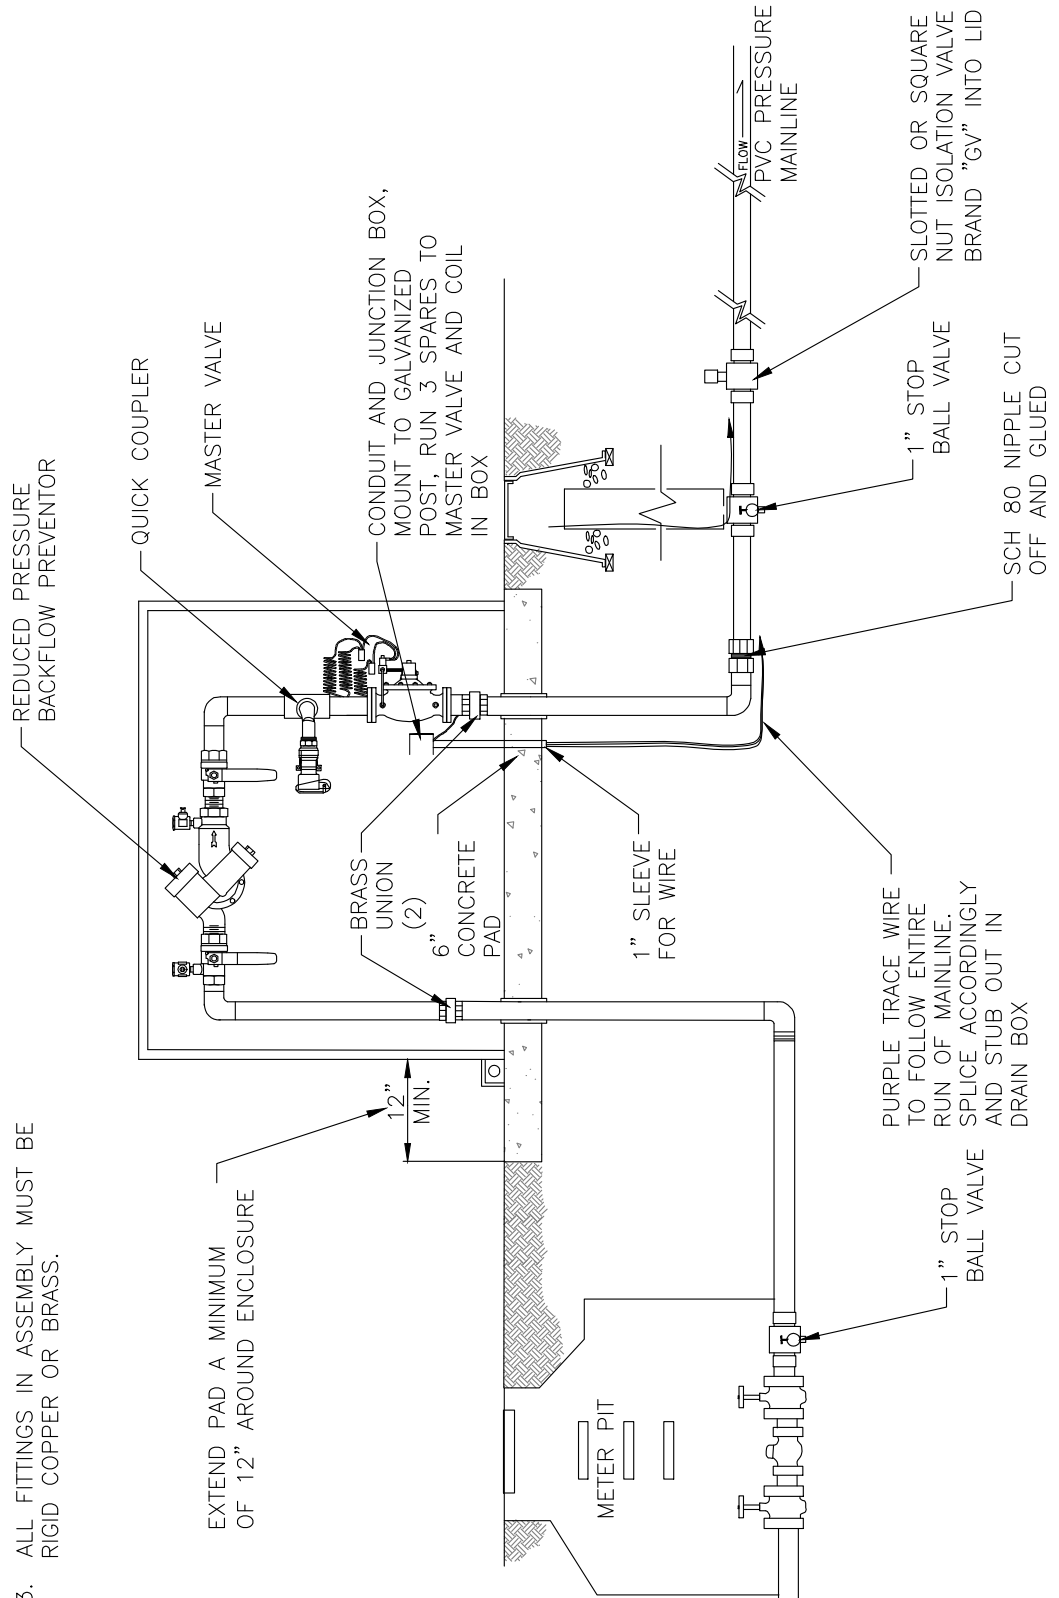 3. ALL FITTINGS IN ASSEMBLY MUST BE
RIGID COPPER OR BRASS.
REDUCED PRESSURE
BACKFLOW PREVENTOR
QUICK COUPLER
MASTER VALVE
EXTEND PAD A MINIMUM
OF 12" AROUND ENCLOSURE
12"
MIN.
BRASS
UNION
(2)
6"
CONCRETE
PAD
CONDUIT AND JUNCTION BOX,
MOUNT TO GALVANIZED
POST, RUN 3 SPARES TO
MASTER VALVE AND COIL
IN BOX
METER PIT
1" SLEEVE
FOR WIRE
FLOW
PVC PRESSURE
MAINLINE
1" STOP
BALL VALVE
PURPLE TRACE WIRE
TO FOLLOW ENTIRE
RUN OF MAINLINE.
SPLICE ACCORDINGLY
AND STUB OUT IN
DRAIN BOX
SCH 80 NIPPLE CUT
OFF AND GLUED
1" STOP
BALL VALVE
SLOTTED OR SQUARE
NUT ISOLATION VALVE
BRAND "GV" INTO LID